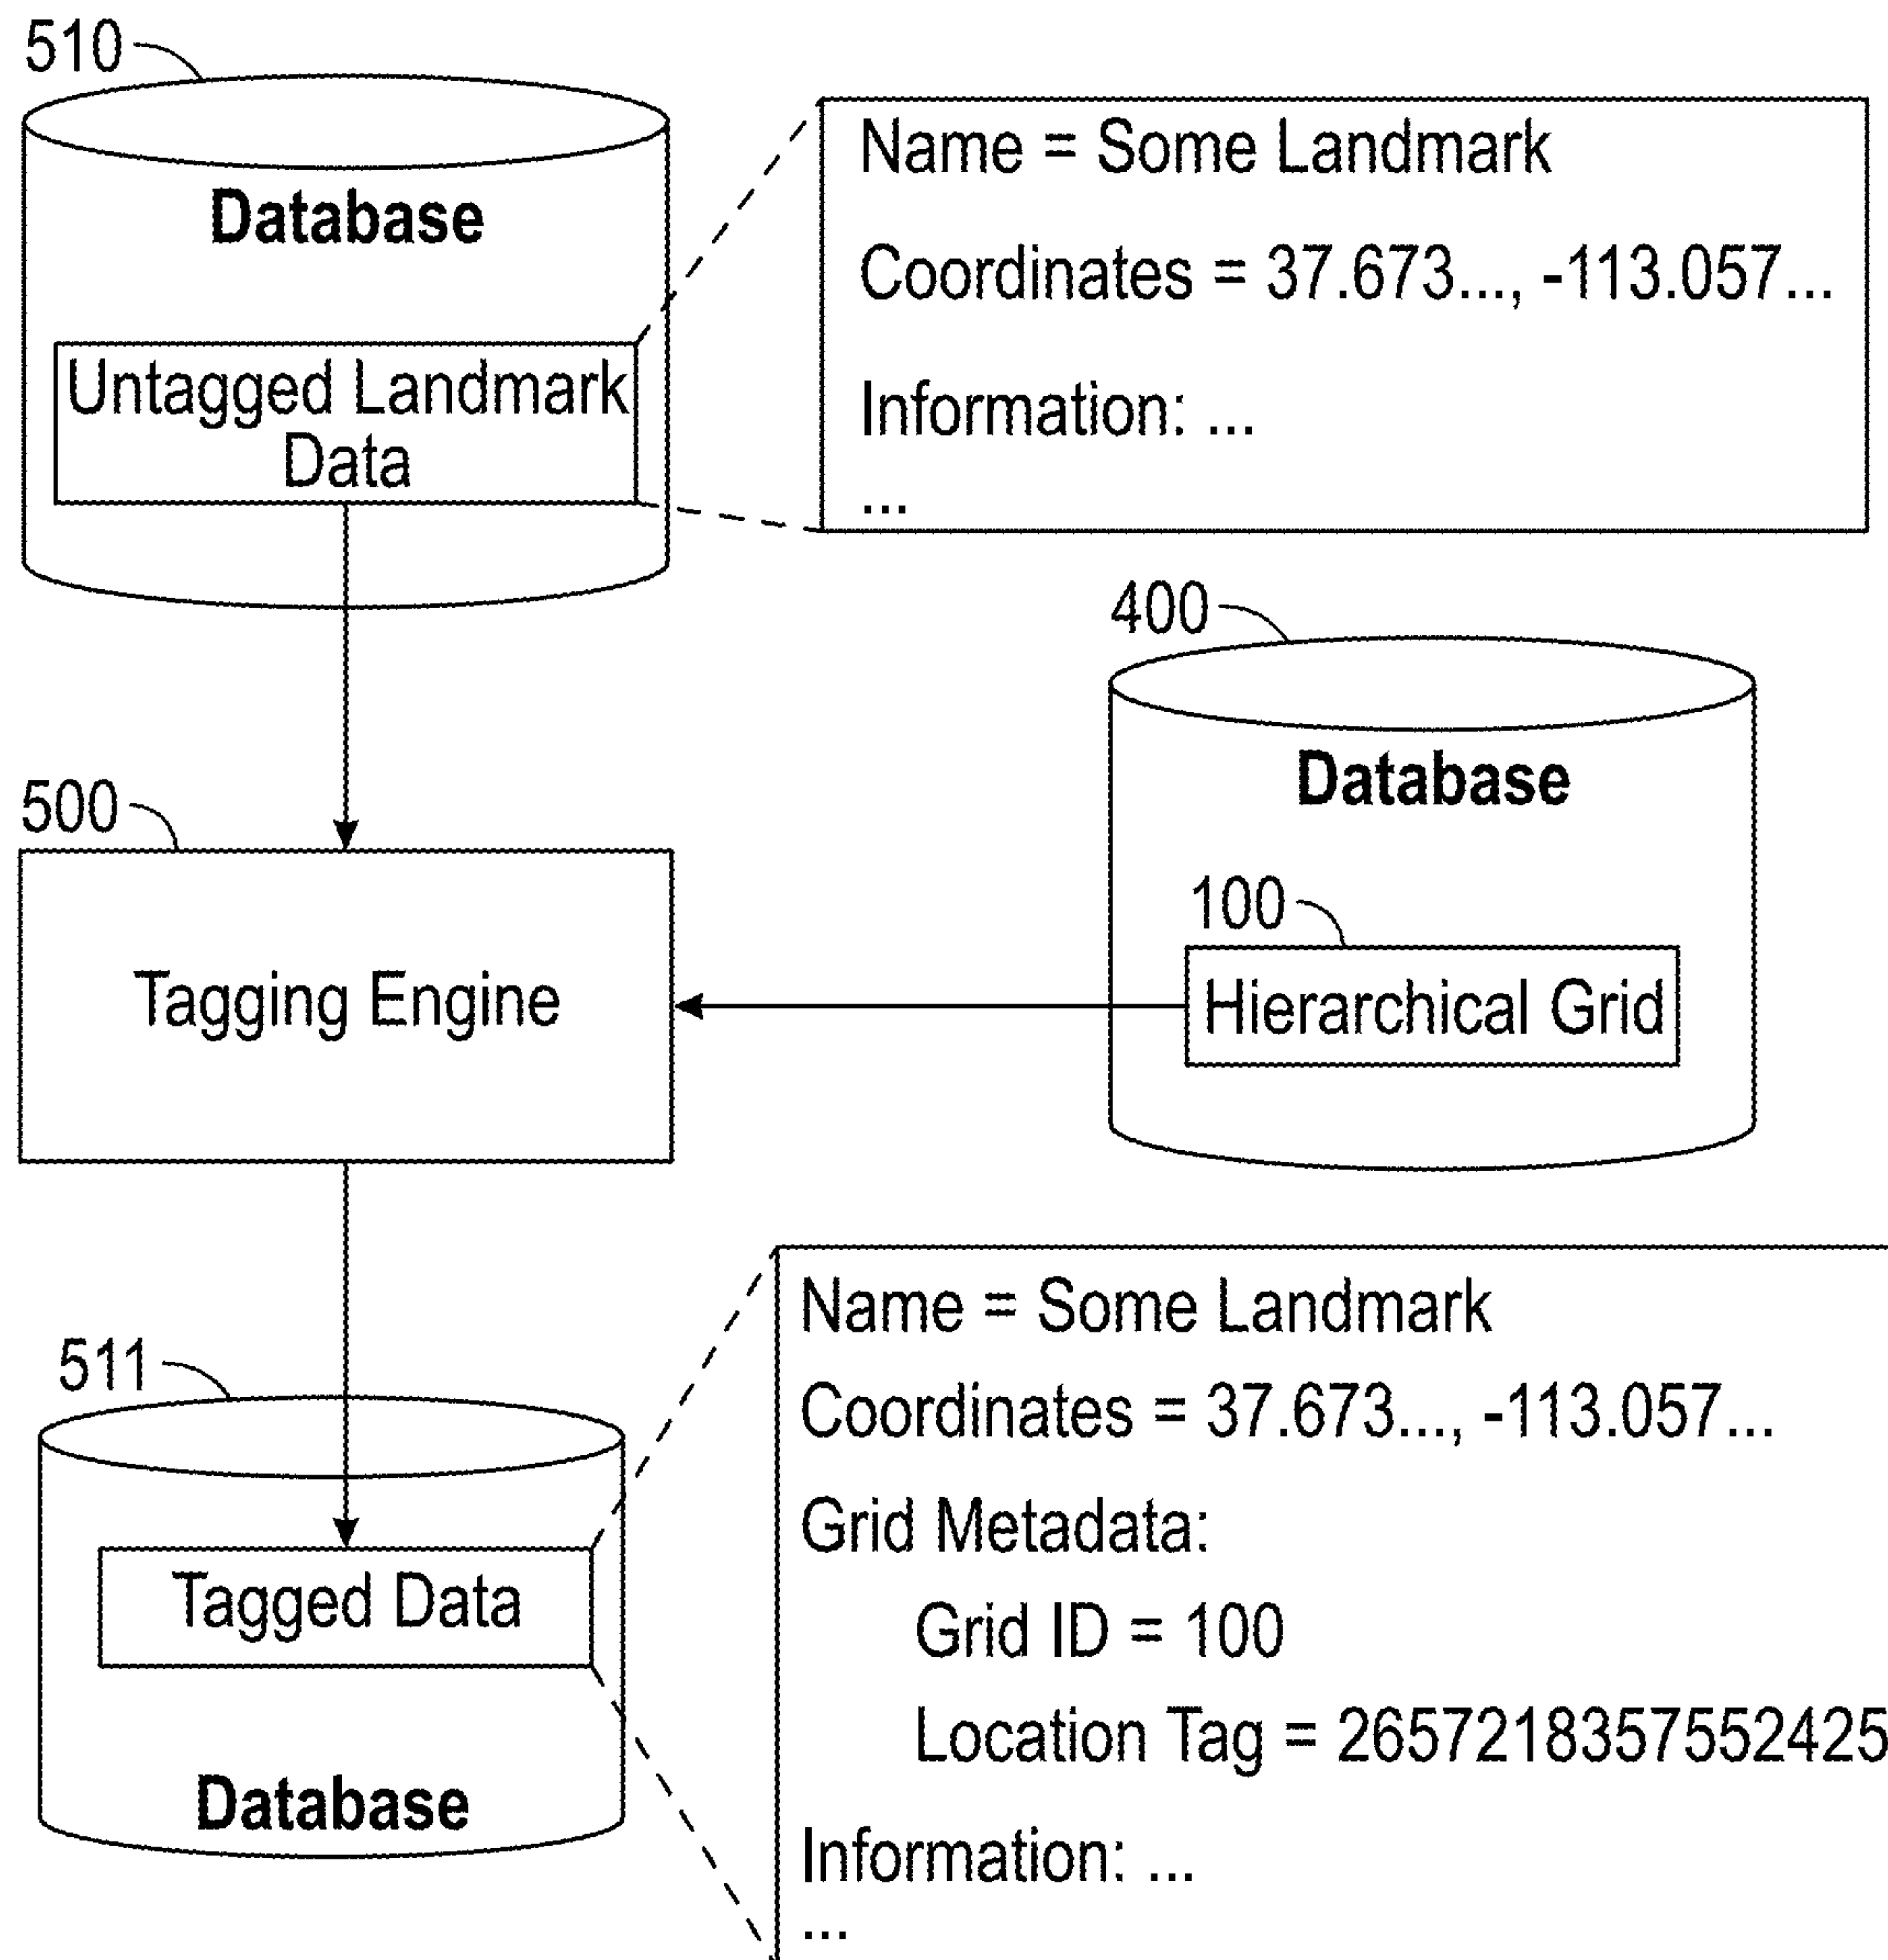 510
Database
Untagged Landmark
Data
Name = Some Landmark
Coordinates = 37.673..., -113.057...
Information: ...
...
400
Database
100
Hierarchical Grid
500
Tagging Engine
511
Tagged Data
Database
Name = Some Landmark
Coordinates = 37.673..., -113.057...
Grid Metadata:
Grid ID = 100
Location Tag = 2657218357552425
Information: ...
...